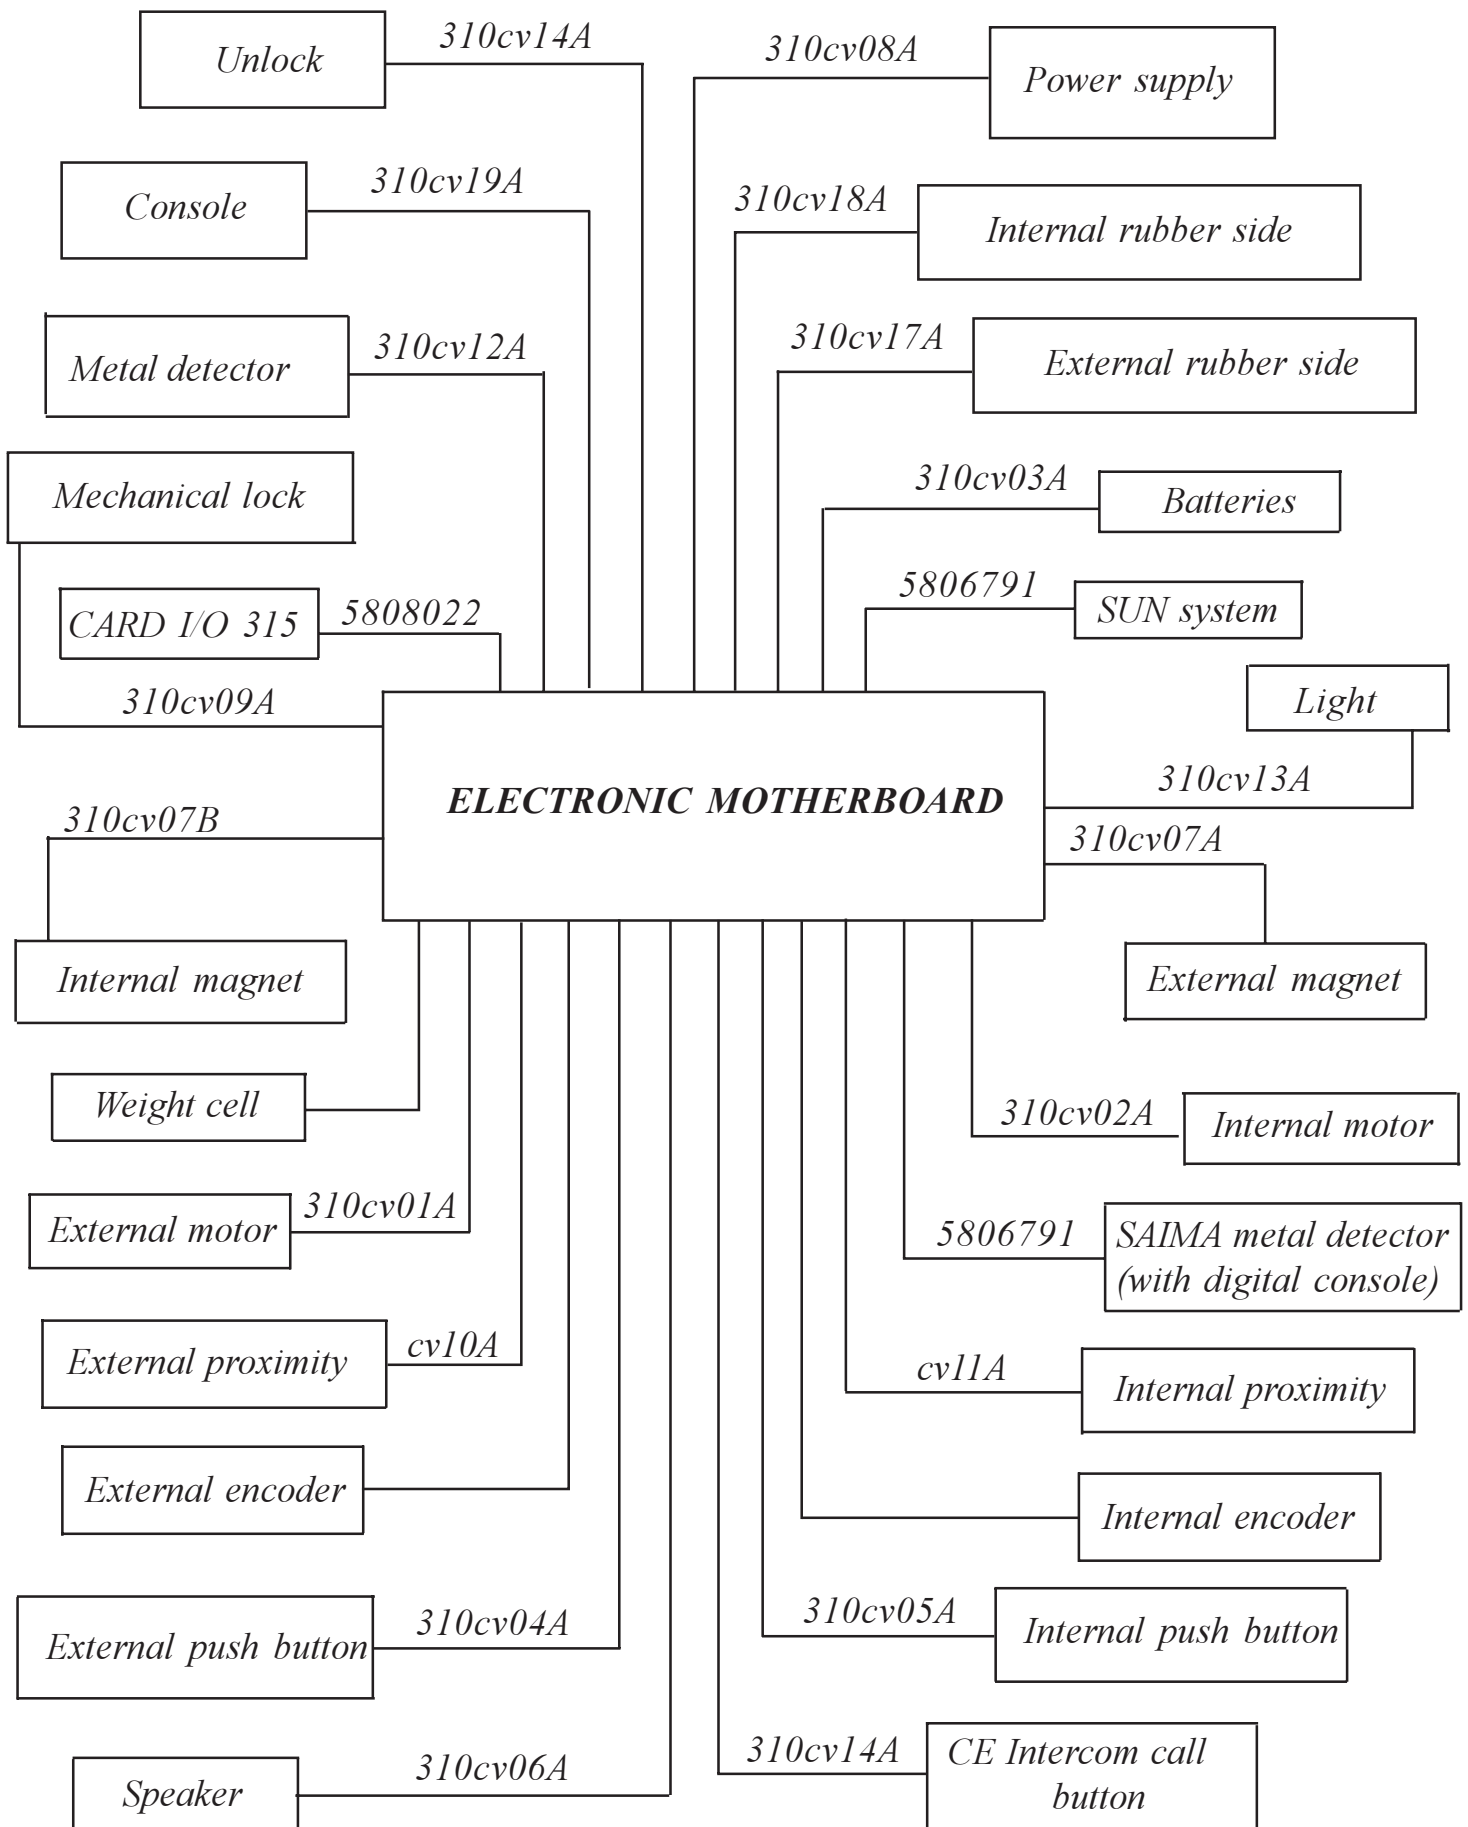 Unlock
310cv14A
310cv08A
Power supply
Console
310cv19A
310cv18A
Internal rubber side
Metal detector
310cv12A
310cv17A
External rubber side
Mechanical lock
310cv03A
Batteries
CARD I/O 315
5808022
5806791
SUN system
310cv09A
Light
310cv13A
ELECTRONIC MOTHERBOARD
310cv07B
310cv07A
Internal magnet
External magnet
Weight cell
310cv02A
Internal motor
External motor
310cv01A
5806791
SAIMA metal detector
(with digital console)
External proximity
cv10A
cv11A
Internal proximity
External encoder
Internal encoder
External push button
310cv04A
310cv05A
Internal push button
Speaker
310cv06A
310cv14A
CE Intercom call
button